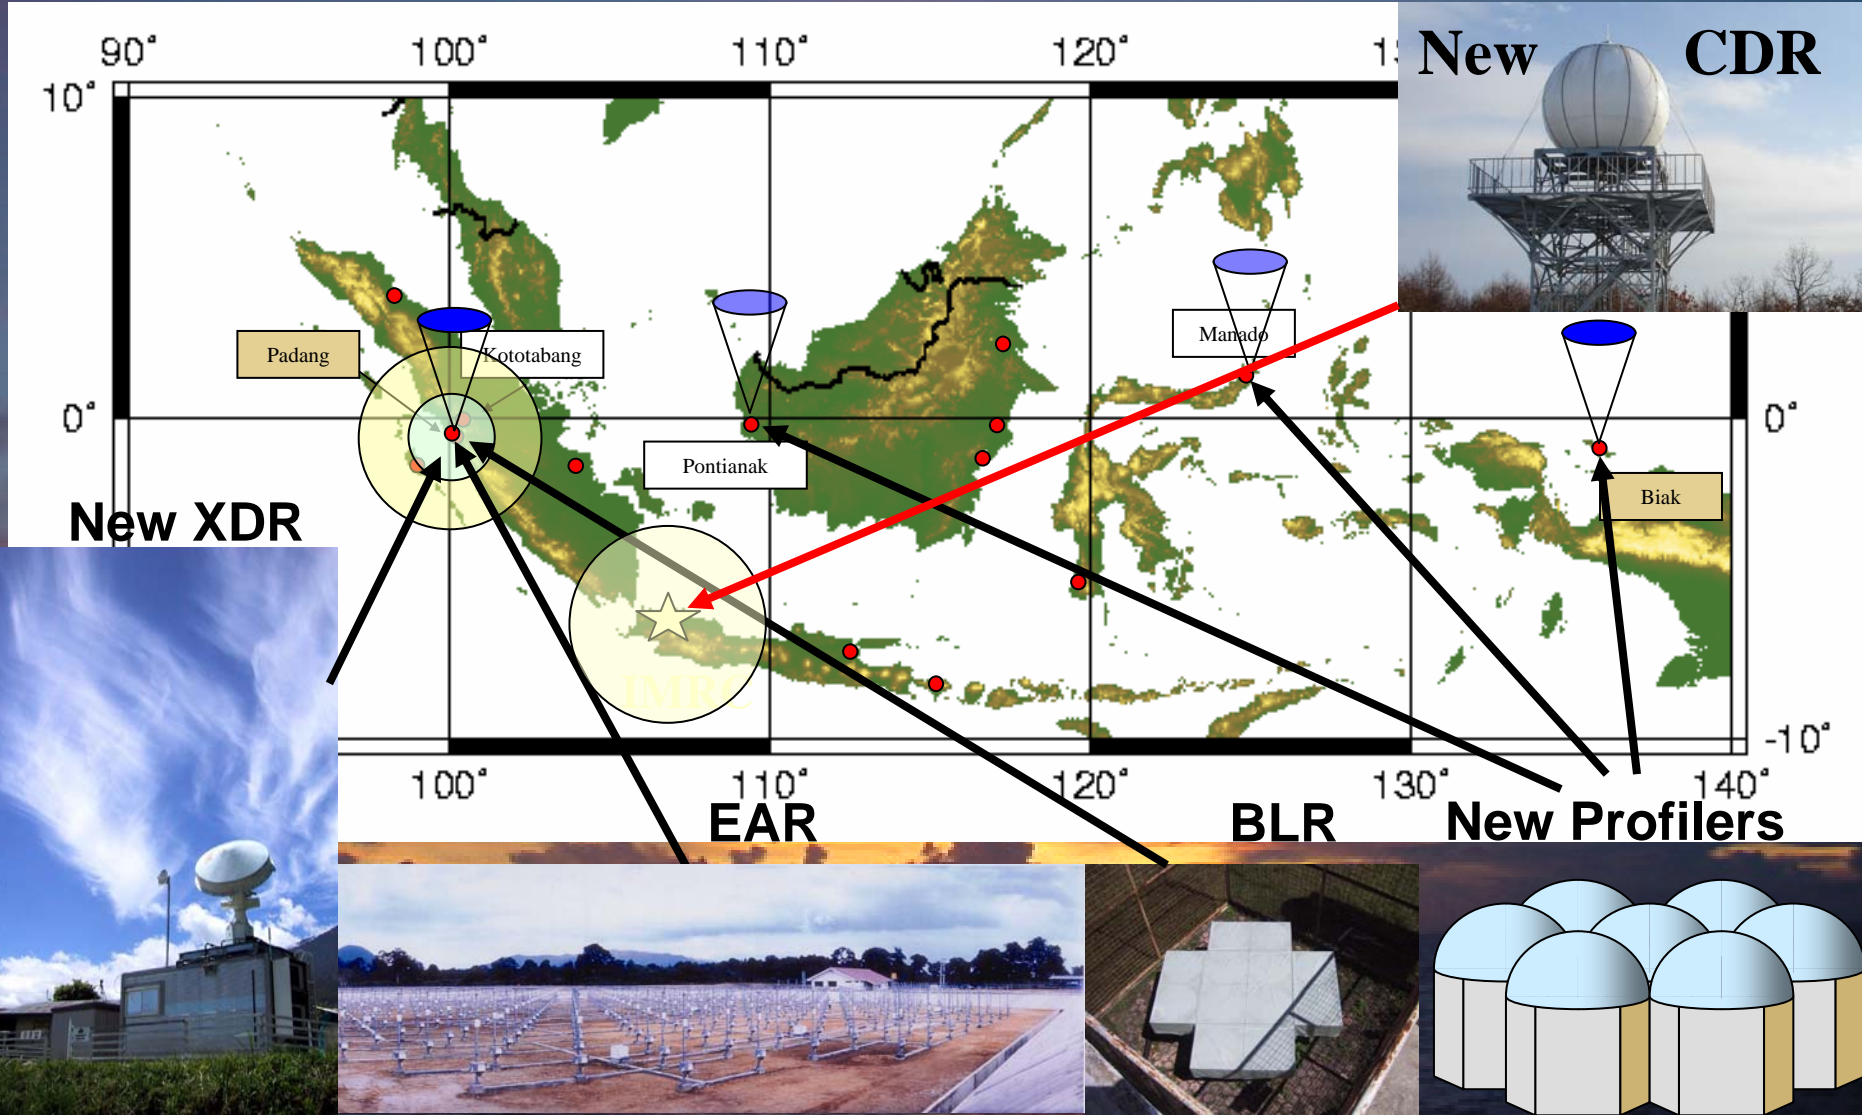 90° 100° 110° 120°
New CDR
10°
Padang
Kototabang
Manado
0° 0°
Pontianak
Biak
New XDR
IMRC
-10°
100° 110° 120° 130° 140°
EAR BLR New Profilers